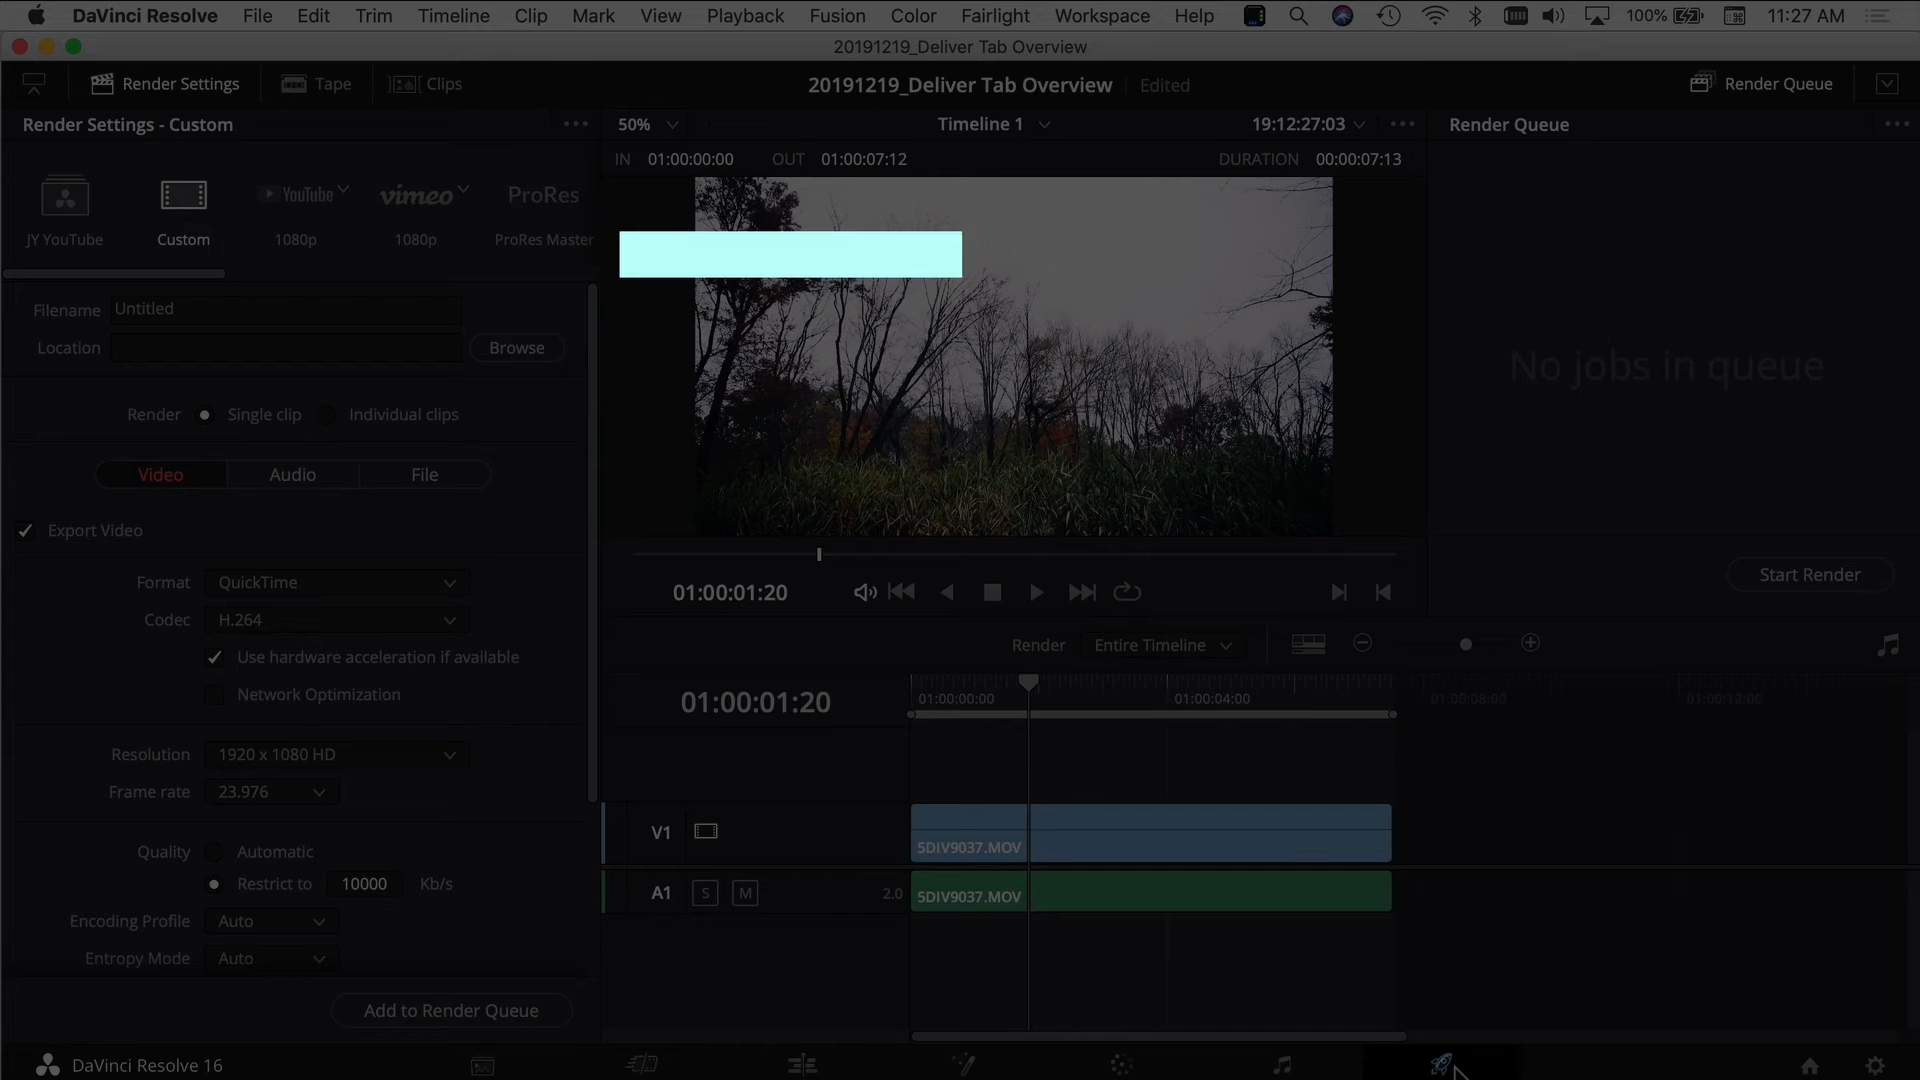 DaVinci Resolve File Edit Trim Timeline Clip Mark View Playback Fusion Color Fairlight Workspace Help 100% 11:27 AM
20191219_Deliver Tab Overview
Render Settings Tape Clips 20191219_Deliver Tab Overview Edited Render Queue
Render Settings - Custom 50% Timeline 1 19:12:27:03 Render Queue
IN 01:00:00:00 OUT 01:00:07:12 DURATION 00:00:07:13
YouTube vimeo ProRes
JY YouTube Custom 1080p 1080p ProRes Master
Filename Untitled
Location Browse
No jobs in queue
Render Single clip Individual clips
Video Audio File
Export Video
Format QuickTime
01:00:01:20
Start Render
Codec H.264
Render Entire Timeline
Use hardware acceleration if available
Network Optimization
01:00:01:20 01:00:00:00 01:00:04:00 01:00:08:00 01:00:12:00
Resolution 1920 x 1080 HD
Frame rate 23.976
V1 5DIV9037.MOV
Quality Automatic
Restrict to 10000 Kb/s
A1 S M 2.0 5DIV9037.MOV
Encoding Profile Auto
Entropy Mode Auto
Add to Render Queue
DaVinci Resolve 16